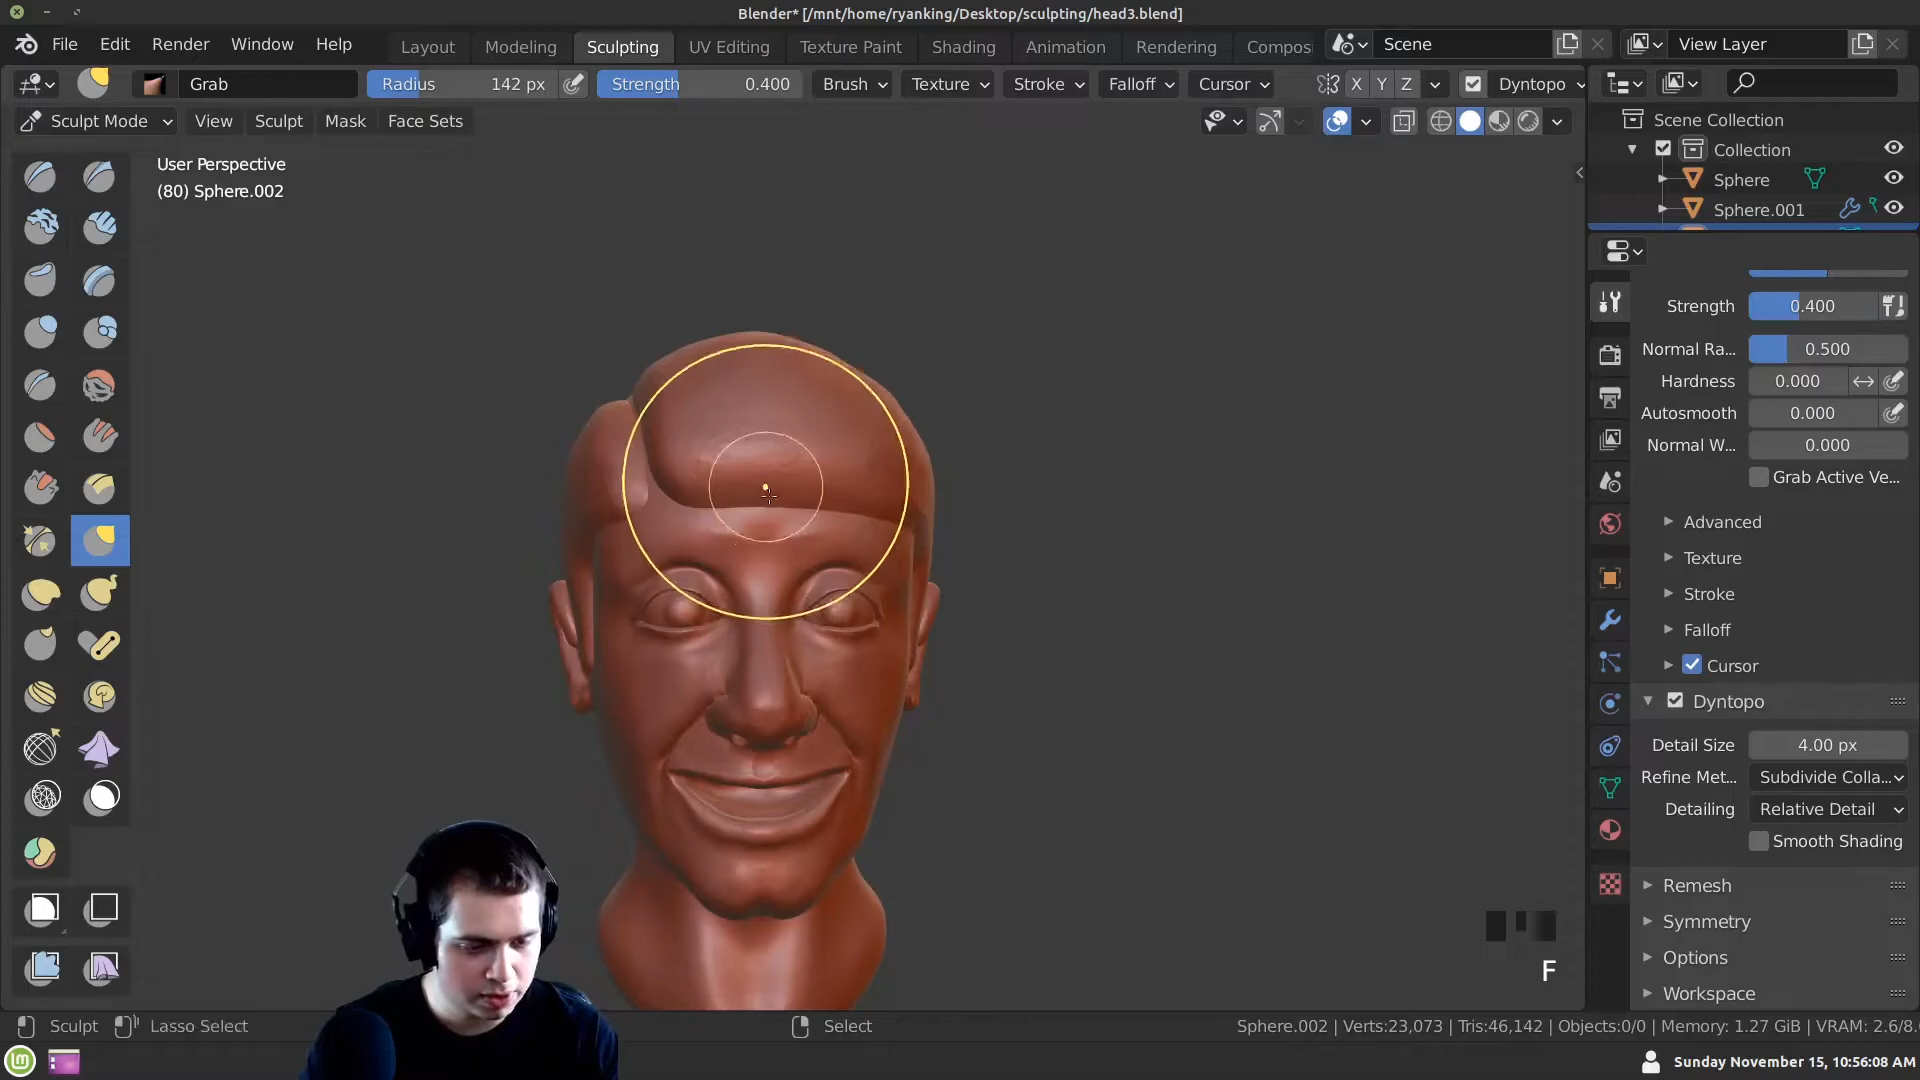 Blender* [/mnt/home/ryanking/Desktop/sculpting/head3.blend]
File Edit Render Window Help Layout Modeling Sculpting UV Editing Texture Paint Shading Animation Rendering Compos Scene View Layer
Grab Radius 142 px Strength 0.400 Brush Texture Stroke Falloff Cursor X Y Z Dyntopo
Sculpt Mode View Sculpt Mask Face Sets
User Perspective
(80) Sphere.002
Scene Collection
Collection
Sphere
Sphere.001
Strength 0.400
Normal Ra... 0.500
Hardness 0.000
Autosmooth 0.000
Normal W... 0.000
Grab Active Ve...
Advanced
Texture
Stroke
Falloff
Cursor
Dyntopo
Detail Size 4.00 px
Refine Met... Subdivide Colla...
Detailing Relative Detail
Smooth Shading
Remesh
Symmetry
Options
Workspace
F
Sculpt Lasso Select Select Sphere.002 | Verts:23,073 | Tris:46,142 | Objects:0/0 | Memory: 1.27 GiB | VRAM: 2.6/8.
Sunday November 15, 10:56:08 AM